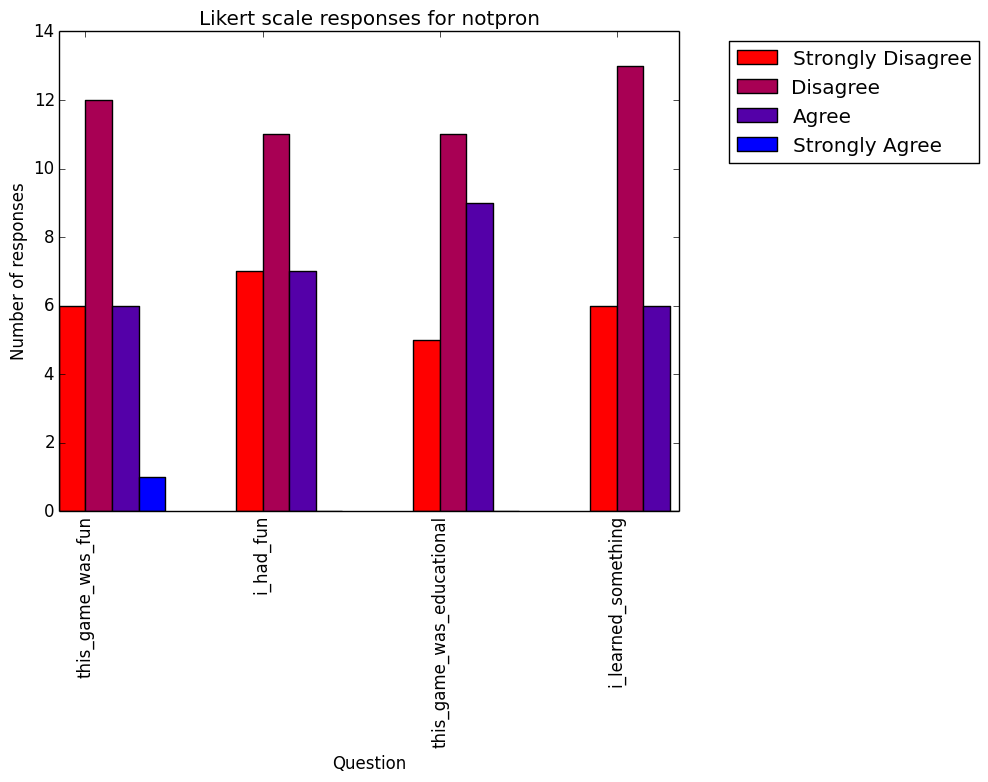 Likert scale responses for notpron
14
12
10
8
6
4
2
0
Number of responses
this_game_was_fun
i_had_fun
this_game_was_educational
i_learned_something
Question
Strongly Disagree
Disagree
Agree
Strongly Agree